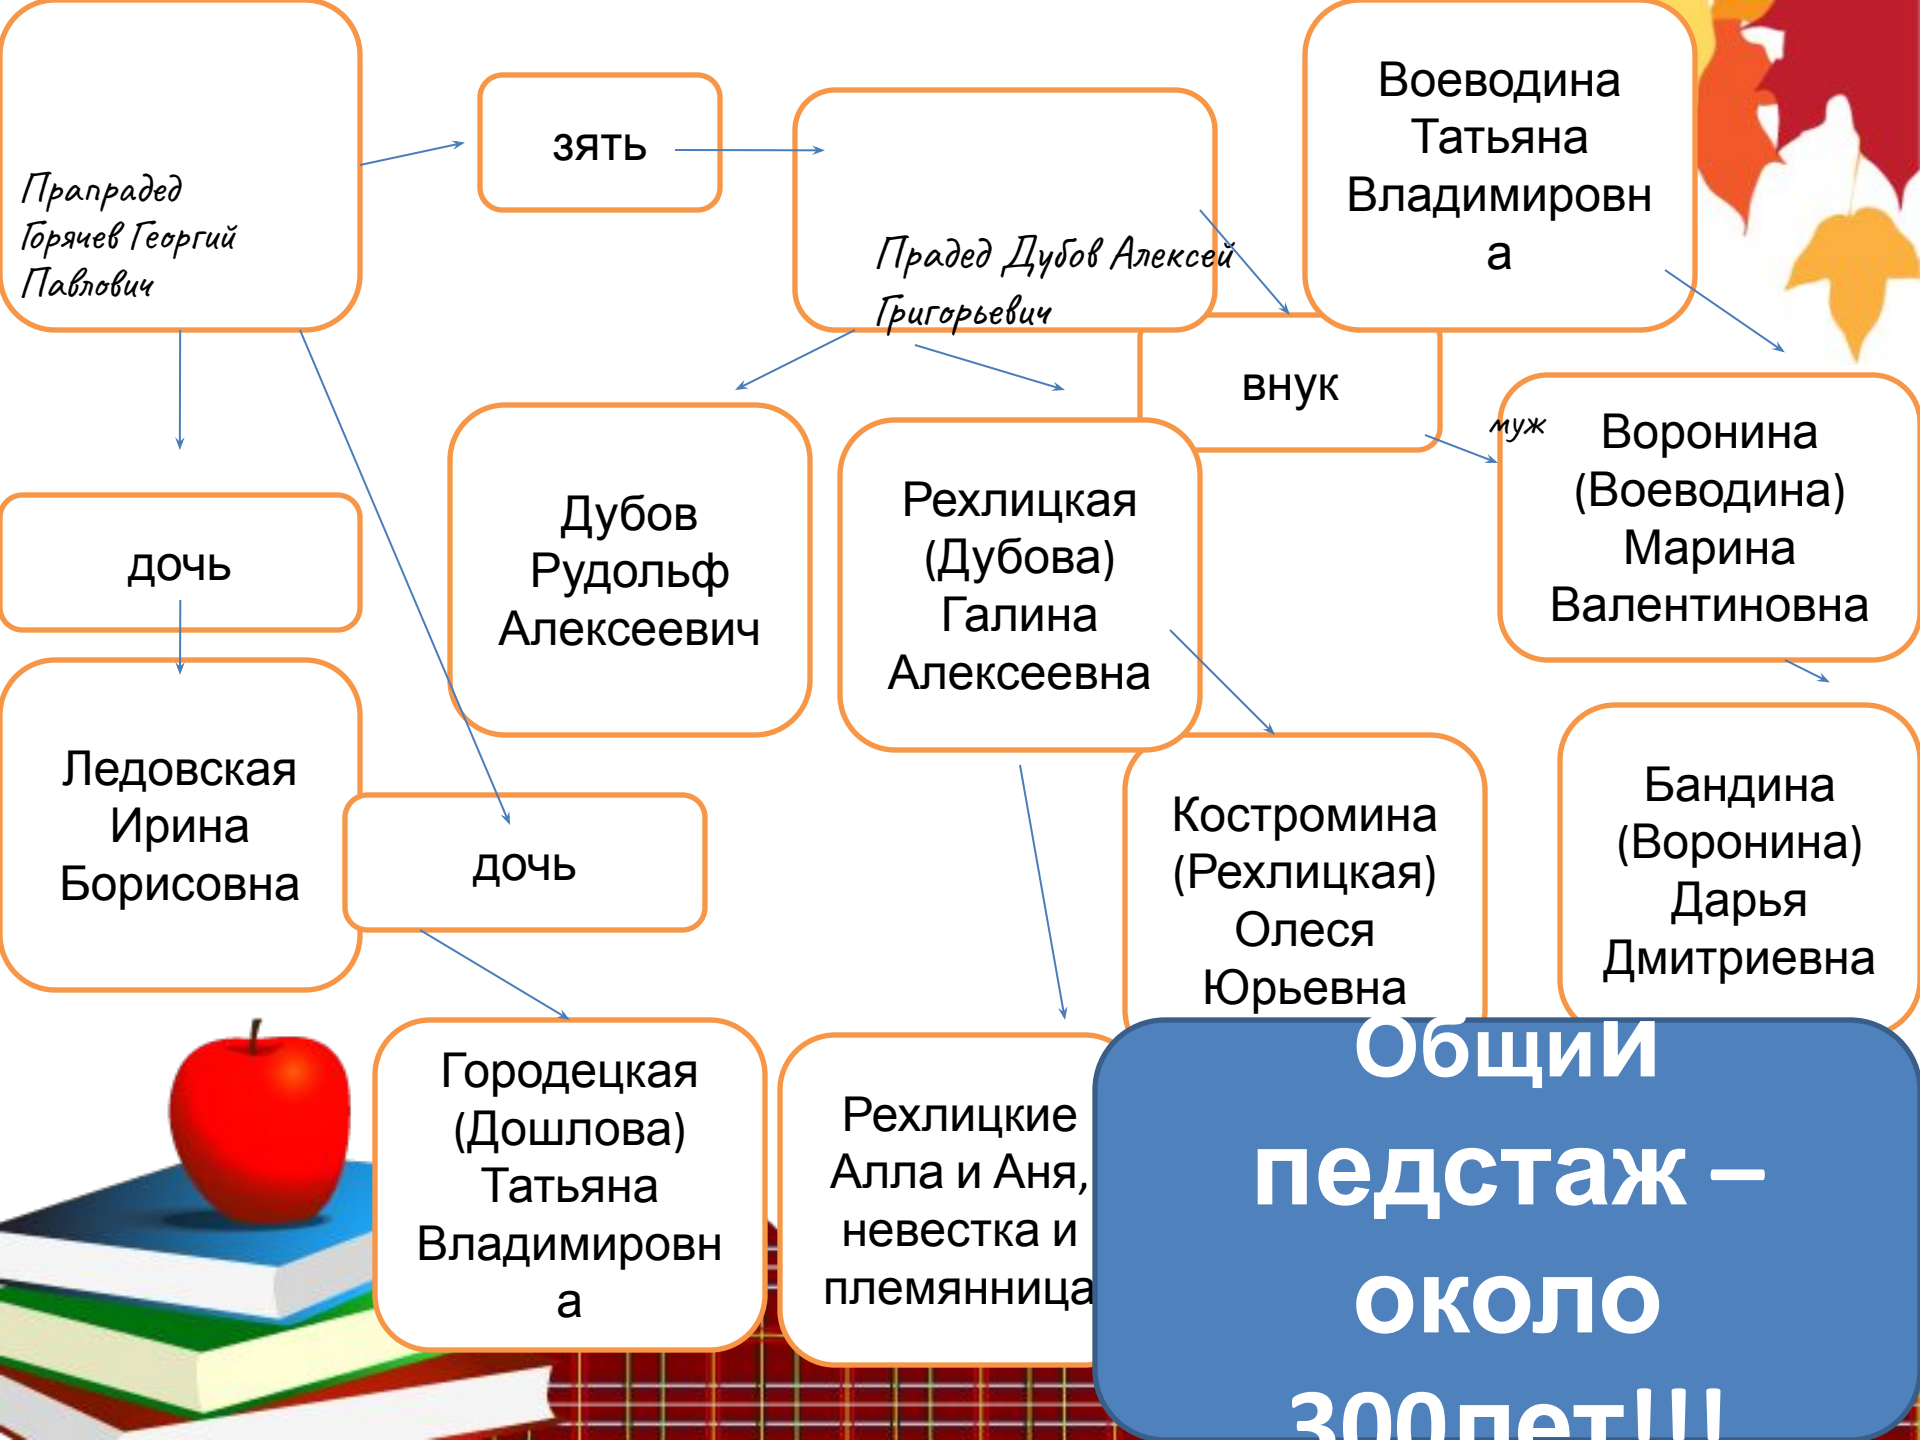 Прапрадед
Горячев Георгий
Павлович
зять
Прадед Дубов Алексей
Григорьевич
Воеводина
Татьяна
Владимировн
а
внук
муж
Воронина
(Воеводина)
Марина
Валентиновна
дочь
Дубов
Рудольф
Алексеевич
Рехлицкая
(Дубова)
Галина
Алексеевна
Ледовская
Ирина
Борисовна
дочь
Костромина
(Рехлицкая)
Олеся
Юрьевна
Бандина
(Воронина)
Дарья
Дмитриевна
Городецкая
(Дошлова)
Татьяна
Владимировн
а
Рехлицкие
Алла и Аня,
невестка и
племянница
Общий
педстаж –
около
300лет!!!